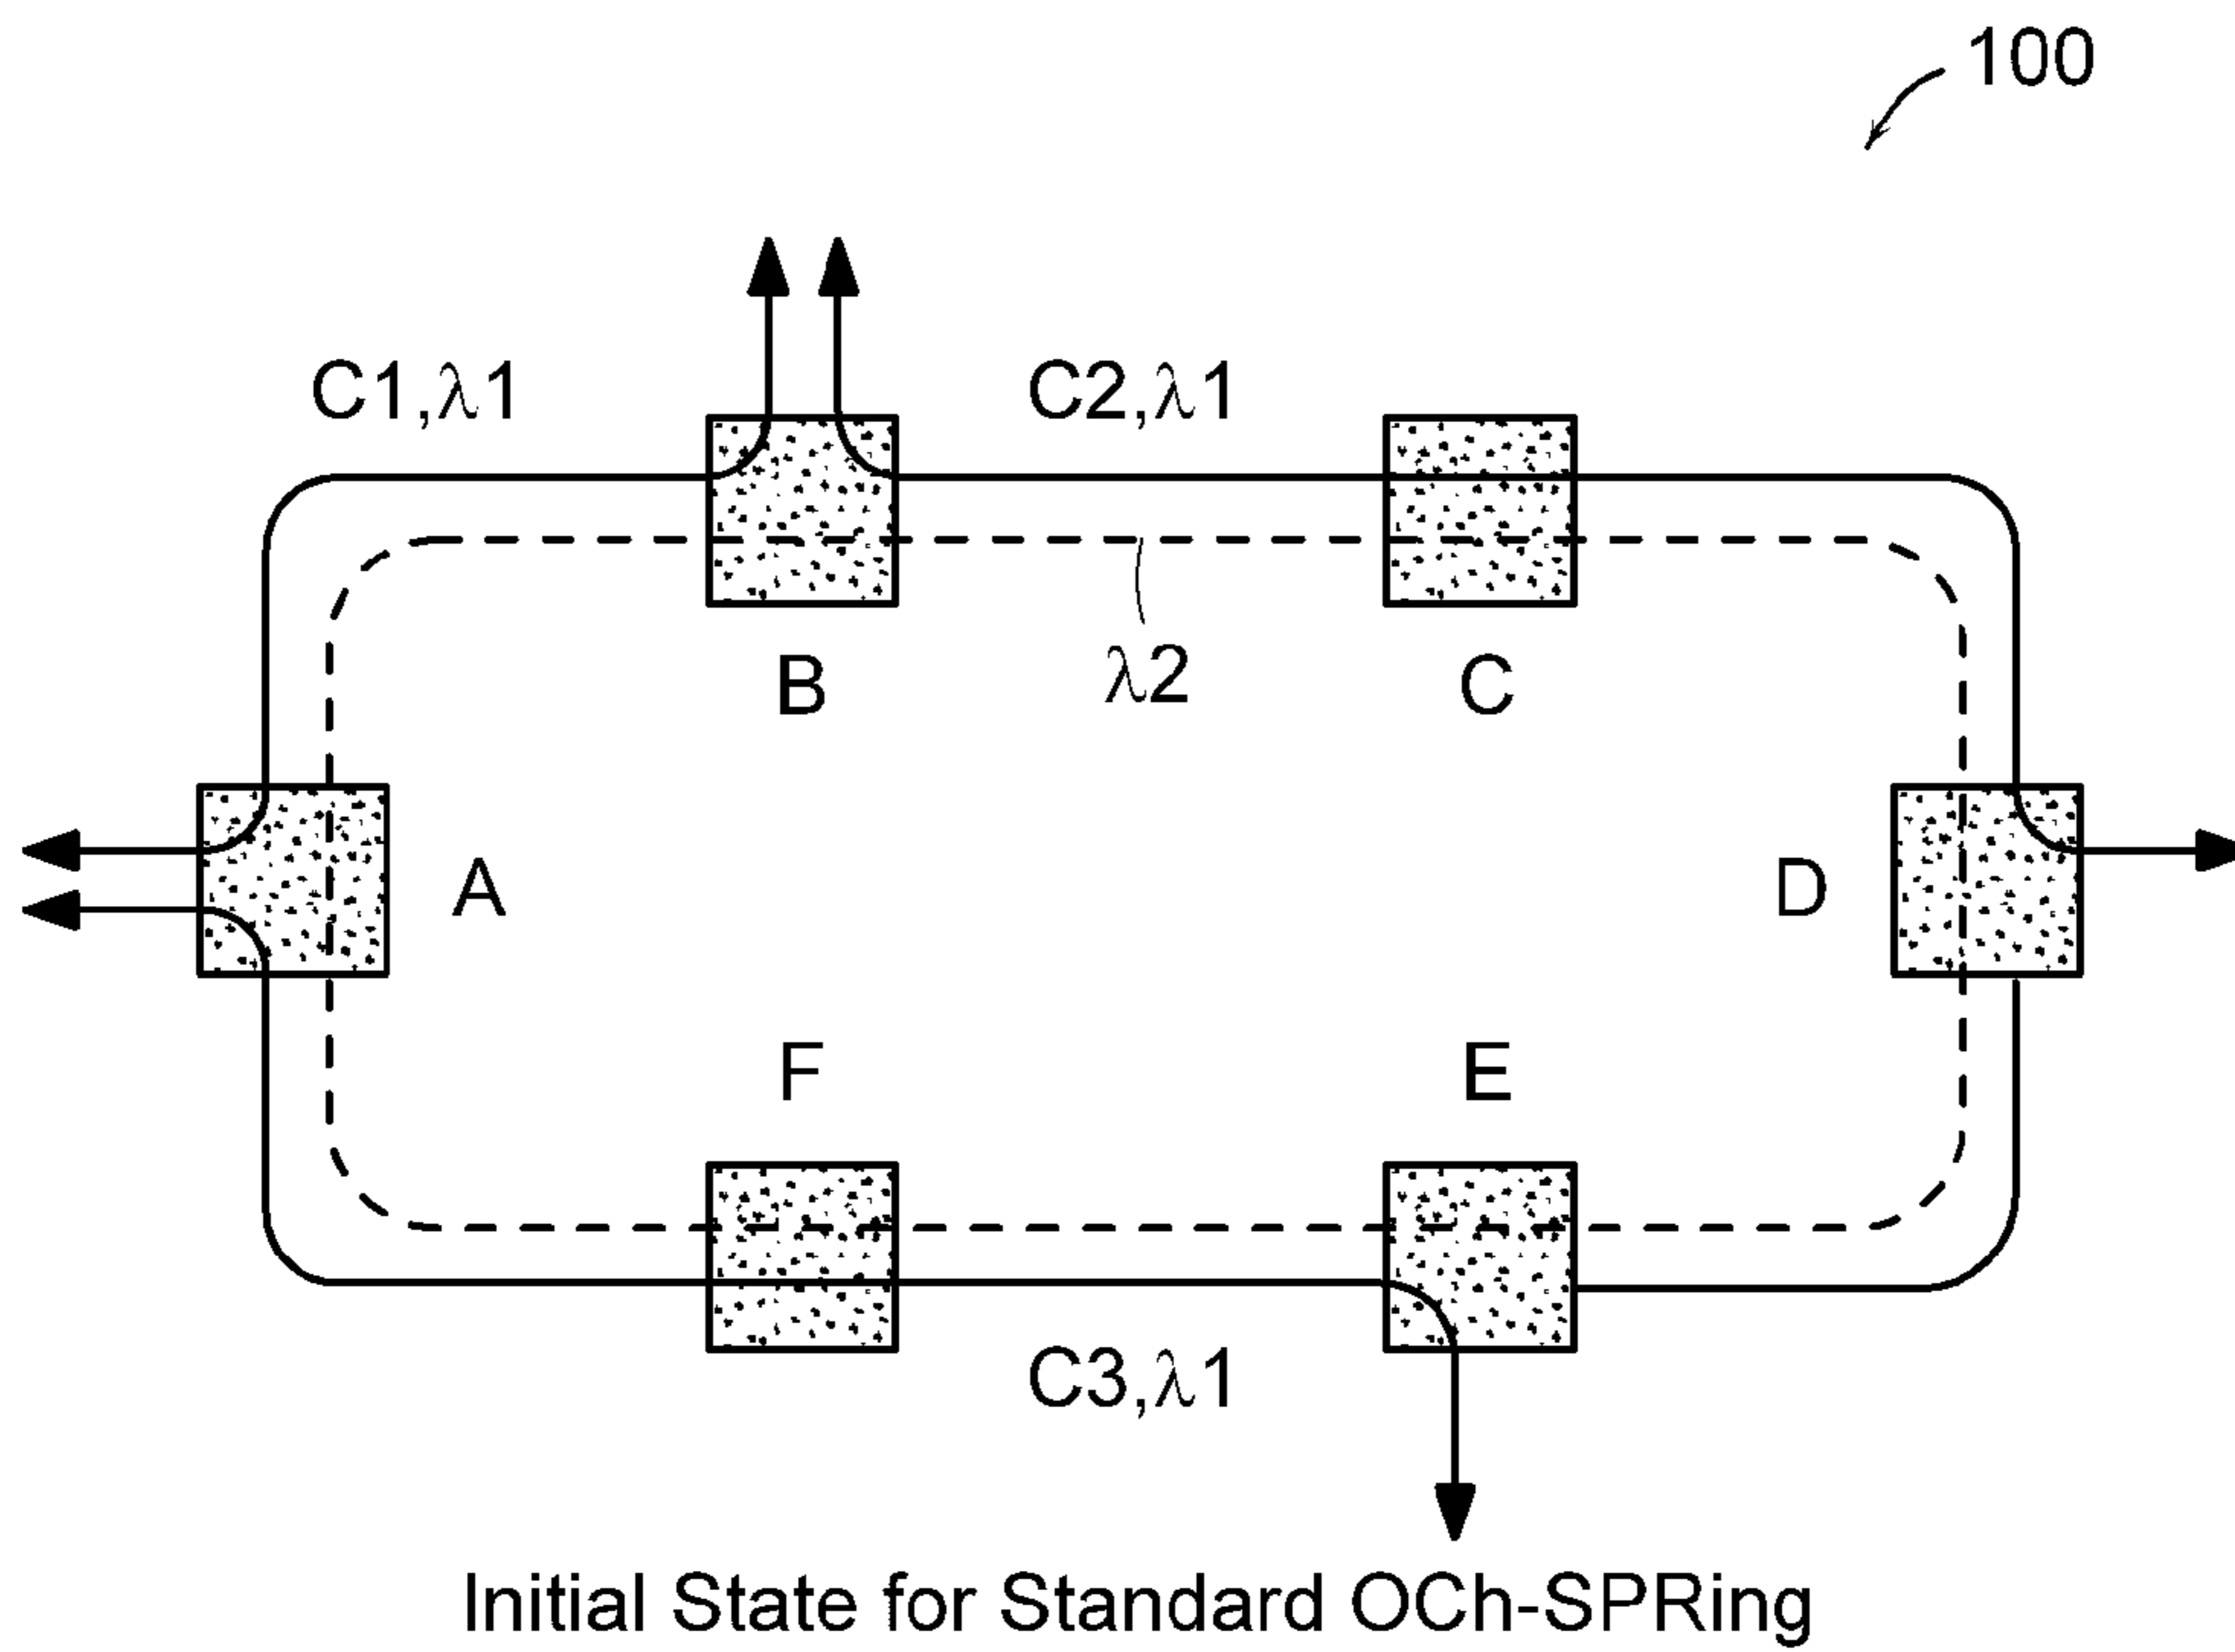 100
C1,λ1
C2,λ1
B
λ2
C
A
D
F
E
C3,λ1
Initial State for Standard OCh-SPRing